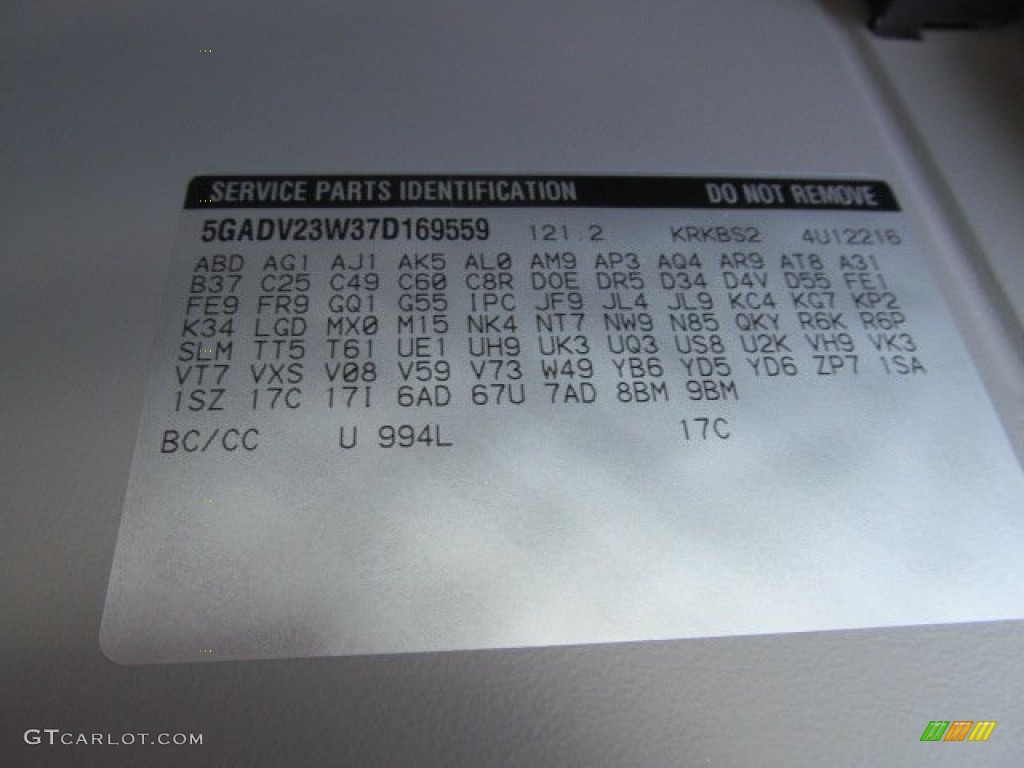 SERVICE PARTS IDENTIFICATION DO NOT REMOVE
5GADV23W37D169559 121.2 KRKBS2 4U12216
ABD AG1 AJ1 AK5 AL0 AM9 AP3 AQ4 AR9 AT8 A31
B37 C25 C49 C60 C8R DOE DR5 D34 D4V D55 FE1
FE9 FR9 GQ1 G55 IPC JF9 JL4 JL9 KC4 KG7 KP2
K34 LGD MX0 M15 NK4 NT7 NW9 N85 QKY R6K R6P
SLM TT5 T61 UE1 UH9 UK3 UQ3 US8 U2K VH9 VK3
VT7 VXS V08 V59 V73 W49 YB6 YD5 YD6 ZP7 1SA
1SZ 17C 17I 6AD 67U 7AD 8BM 9BM
BC/CC U 994L 17C
GTCARLOT.COM